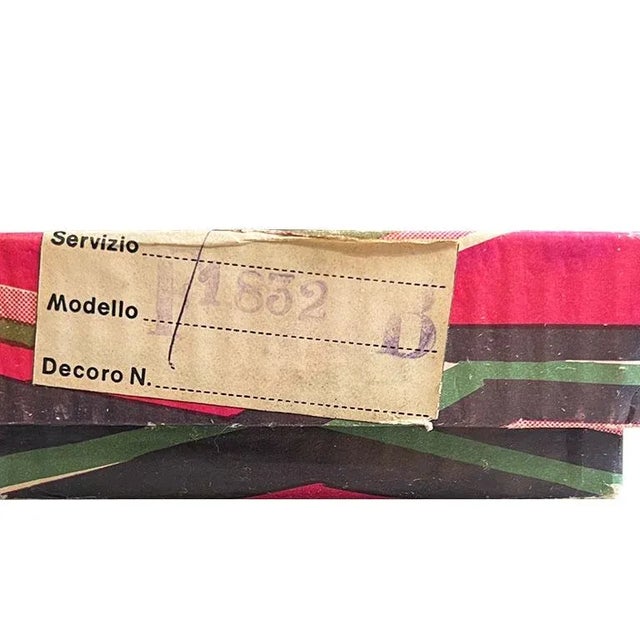 Servizio
1832
Modello
D
Decoro N.